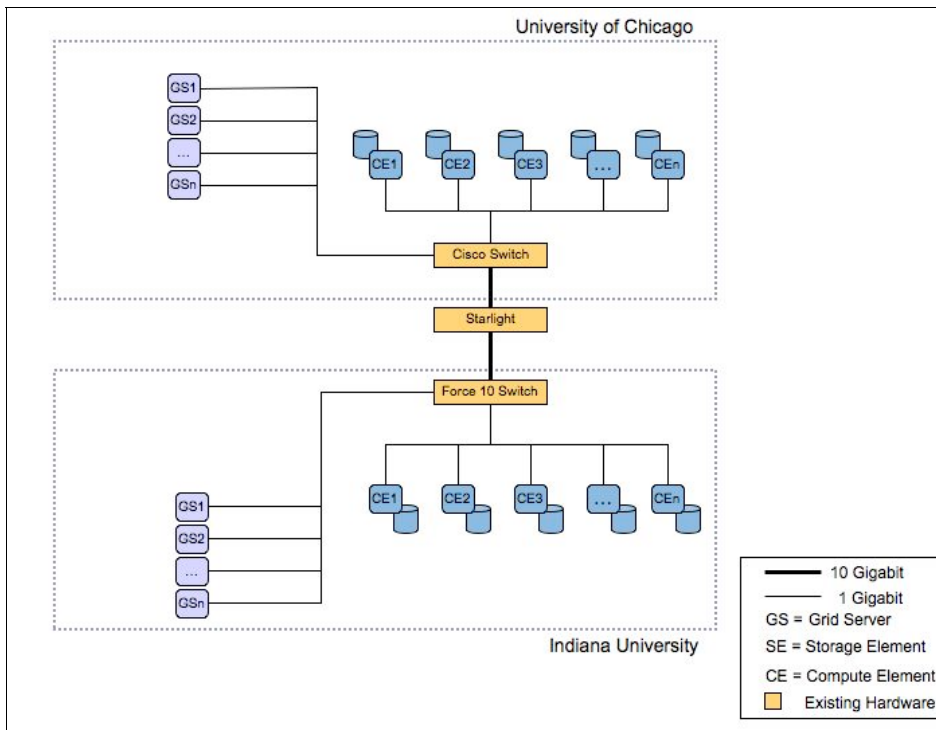 University of Chicago
GS1
GS2
...
GSn
CE1
CE2
CE3
...
CEn
Cisco Switch
Starlight
Force 10 Switch
CE1
CE2
CE3
...
CEn
GS1
GS2
...
GSn
Indiana University
10 Gigabit
1 Gigabit
GS = Grid Server
SE = Storage Element
CE = Compute Element
Existing Hardware